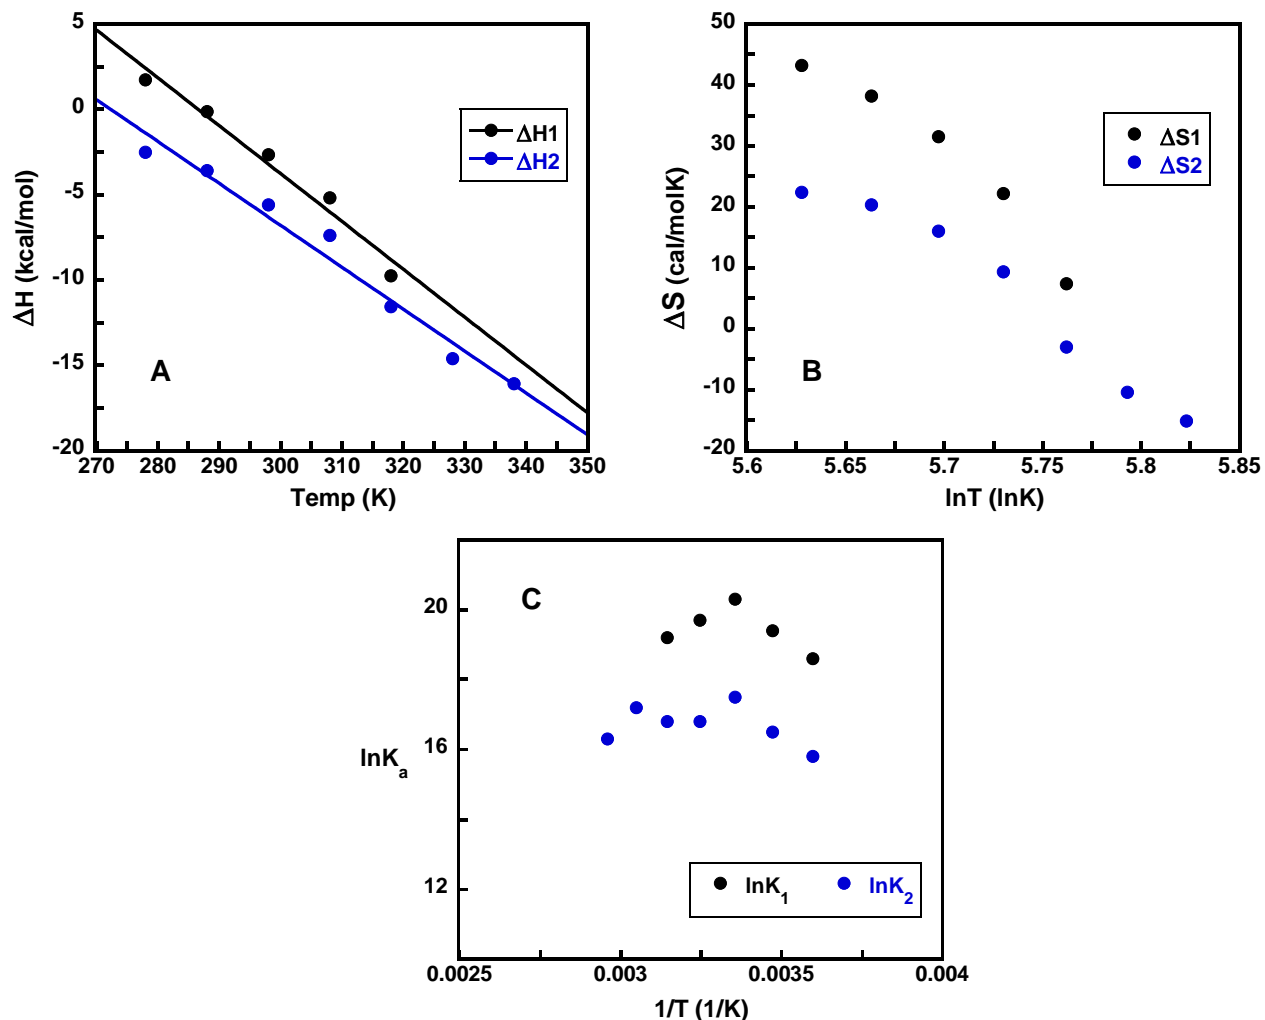 5
0
-5
-10
-15
-20
270 280 290 300 310 320 330 340 350
Temp (K)
ΔH (kcal/mol)
ΔH1
ΔH2
A
50
40
30
20
10
0
-10
-20
5.6 5.65 5.7 5.75 5.8 5.85
lnT (lnK)
ΔS (cal/molK)
ΔS1
ΔS2
B
20
16
12
lnKa
C
lnK1 lnK2
0.0025 0.003 0.0035 0.004
1/T (1/K)